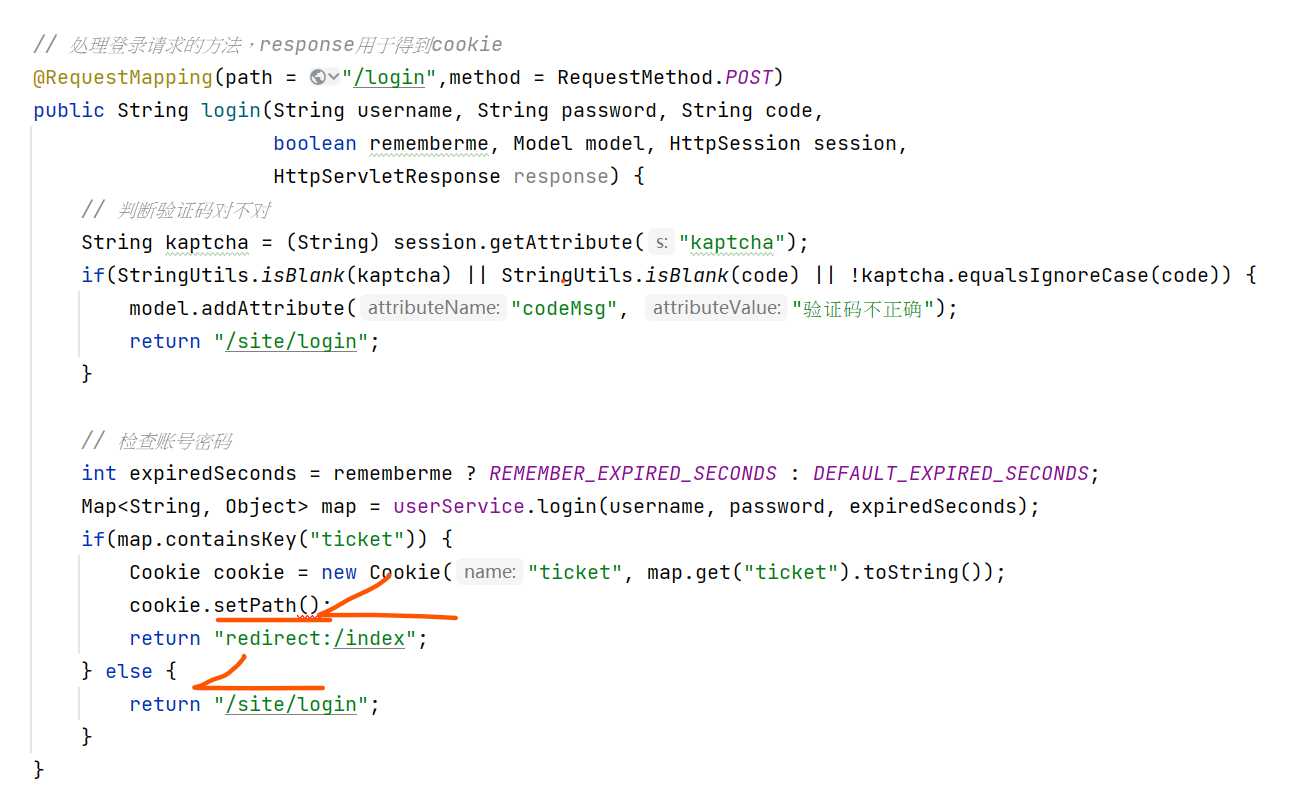 // 处理登录请求的方法，response用于得到cookie
@RequestMapping(path = "/login",method = RequestMethod.POST)
public String login(String username, String password, String code,
boolean rememberme, Model model, HttpSession session,
HttpServletResponse response) {
// 判断验证码对不对
String kaptcha = (String) session.getAttribute( s: "kaptcha");
if(StringUtils.isBlank(kaptcha) || StringUtils.isBlank(code) || !kaptcha.equalsIgnoreCase(code)) {
model.addAttribute( attributeName: "codeMsg", attributeValue: "验证码不正确");
return "/site/login";
}
// 检查账号密码
int expiredSeconds = rememberme ? REMEMBER_EXPIRED_SECONDS : DEFAULT_EXPIRED_SECONDS;
Map<String, Object> map = userService.login(username, password, expiredSeconds);
if(map.containsKey("ticket")) {
Cookie cookie = new Cookie( name: "ticket", map.get("ticket").toString());
cookie.setPath();
return "redirect:/index";
} else {
return "/site/login";
}
}